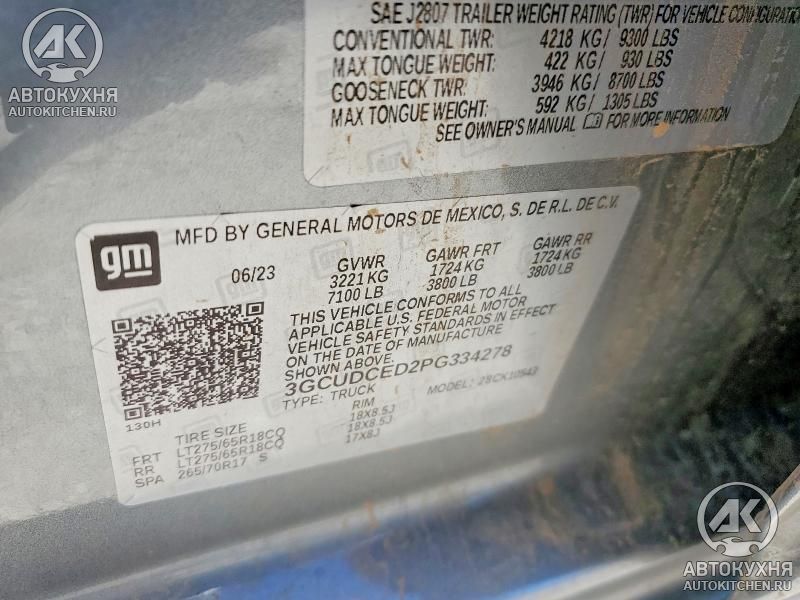 SAE J2807 TRAILER WEIGHT RATING (TWR) FOR VEHICLE CONFIGURATION
CONVENTIONAL TWR: 4218 KG/ 9300 LBS
MAX TONGUE WEIGHT: 422 KG/ 930 LBS
GOOSENECK TWR: 3946 KG/ 8700 LBS
MAX TONGUE WEIGHT: 592 KG/ 1305 LBS
SEE OWNER'S MANUAL FOR MORE INFORMATION
AK
АВТОКУХНЯ
AUTOKITCHEN.RU
gm
MFD BY GENERAL MOTORS DE MEXICO, S. DE R.L. DE C.V.
06/23 GVWR GAWR FRT GAWR RR
3221 KG 1724 KG 1724 KG
7100 LB 3800 LB 3800 LB
THIS VEHICLE CONFORMS TO ALL
APPLICABLE U.S. FEDERAL MOTOR
VEHICLE SAFETY STANDARDS IN EFFECT
ON THE DATE OF MANUFACTURE
SHOWN ABOVE.
3GCUDCED2PG334278
TYPE: TRUCK MODEL: 28CK10543
130H
TIRE SIZE RIM
FRT LT275/65R18CQ 18X8.5J
RR LT275/65R18CQ 18X8.5J
SPA 265/70R17 S 17X8J
AK
АВТОКУХНЯ
AUTOKITCHEN.RU